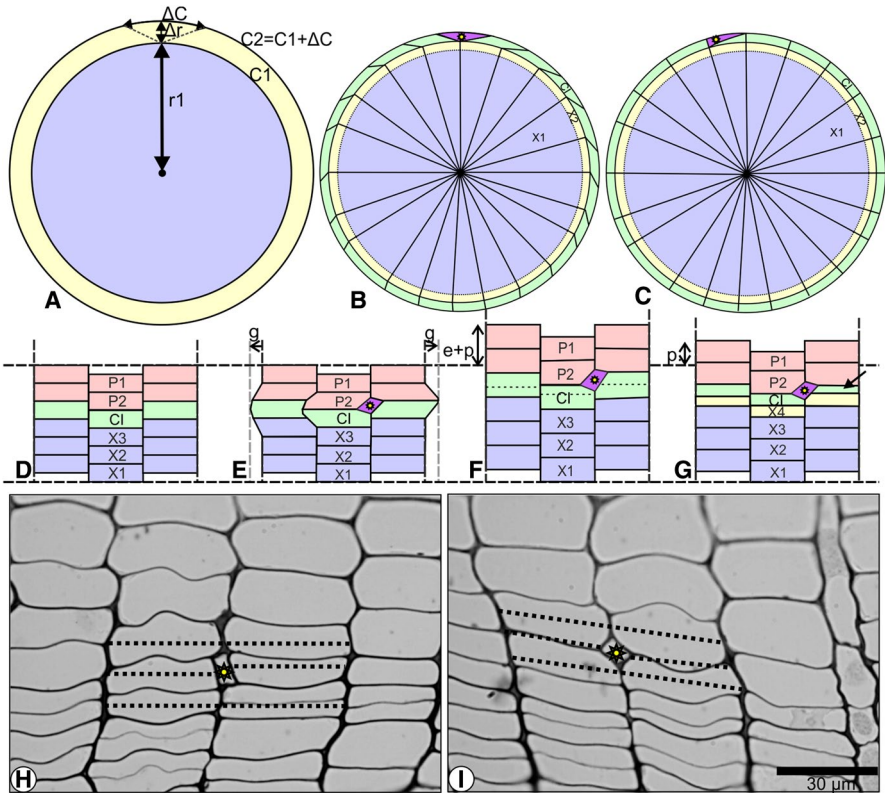 ΔC
Δr
C2=C1+ΔC
C1
r1
A
CI
X2
X1
B
CI
X2
X1
C
P1
P2
CI
X3
X2
X1
D
g
g
P1
P2
CI
X3
X2
X1
E
e+p
P1
P2
CI
X3
X2
X1
F
p
P1
P2
CI
X4
X3
X2
X1
G
H
I
30 µm